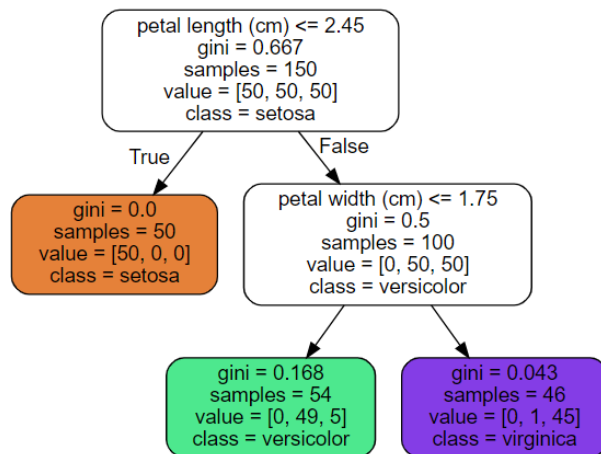 petal length (cm) <= 2.45
gini = 0.667
samples = 150
value = [50, 50, 50]
class = setosa
True
False
gini = 0.0
samples = 50
value = [50, 0, 0]
class = setosa
petal width (cm) <= 1.75
gini = 0.5
samples = 100
value = [0, 50, 50]
class = versicolor
gini = 0.168
samples = 54
value = [0, 49, 5]
class = versicolor
gini = 0.043
samples = 46
value = [0, 1, 45]
class = virginica